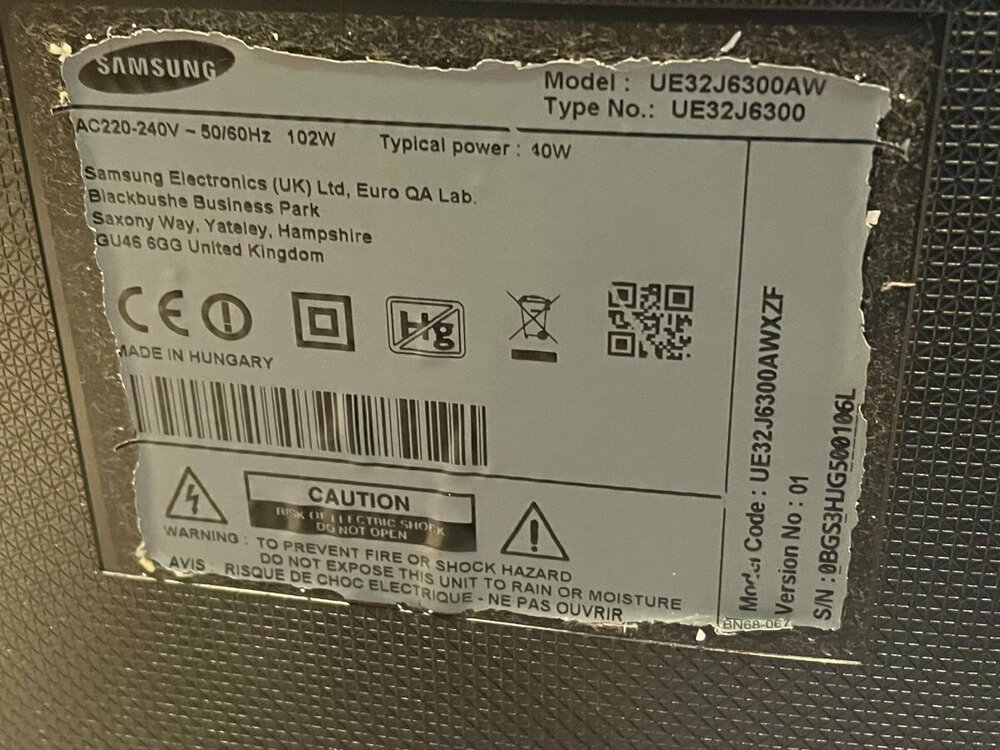 SAMSUNG
Model : UE32J6300AW
Type No.: UE32J6300
AC220-240V ~ 50/60Hz 102W Typical power : 40W
Samsung Electronics (UK) Ltd, Euro QA Lab.
Blackbushe Business Park
Saxony Way, Yateley, Hampshire
GU46 6GG United Kingdom
CE
Hg
MADE IN HUNGARY
CAUTION
RISK OF ELECTRIC SHOCK
DO NOT OPEN
WARNING : TO PREVENT FIRE OR SHOCK HAZARD
DO NOT EXPOSE THIS UNIT TO RAIN OR MOISTURE
AVIS : RISQUE DE CHOC ELECTRIQUE - NE PAS OUVRIR
Model Code : UE32J6300AWXZF
Version No : 01
S/N : 0BGS3HJG500106L